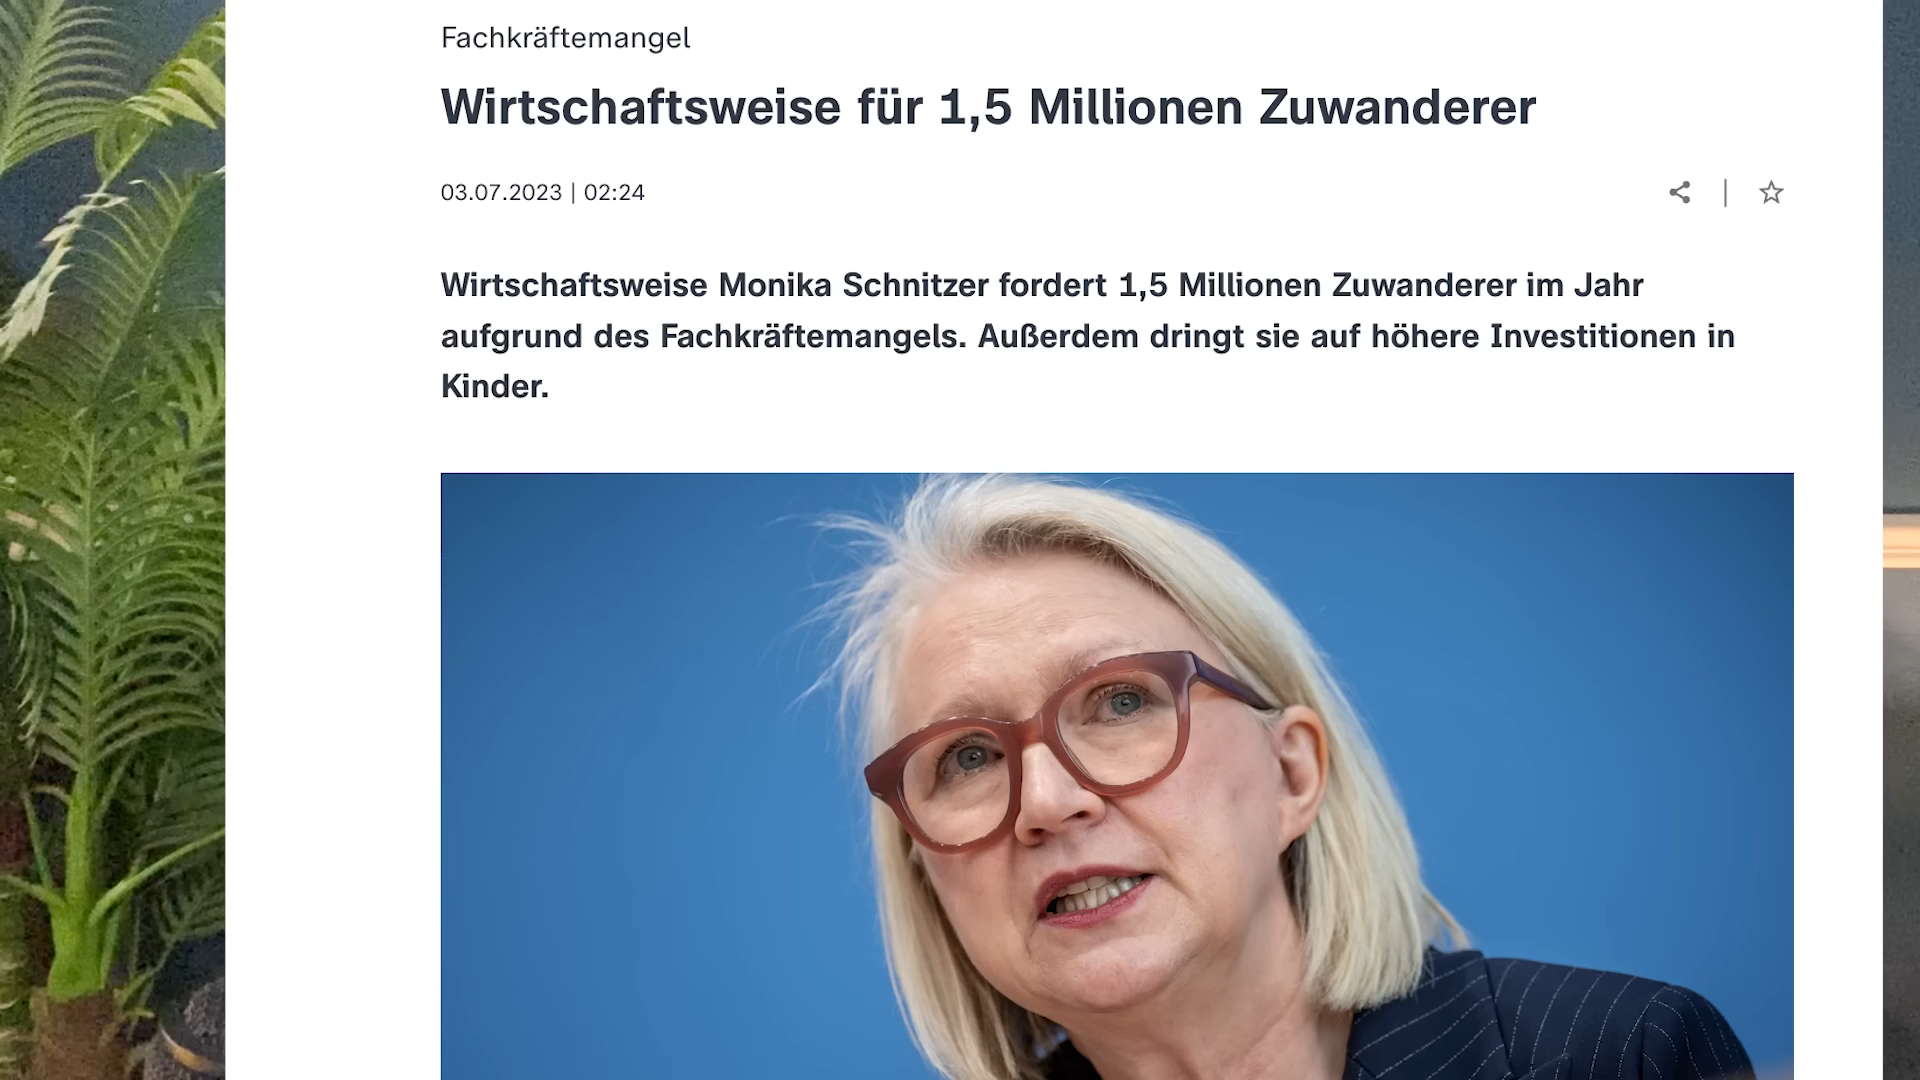 Fachkräftemangel
Wirtschaftsweise für 1,5 Millionen Zuwanderer
03.07.2023 | 02:24
Wirtschaftsweise Monika Schnitzer fordert 1,5 Millionen Zuwanderer im Jahr
aufgrund des Fachkräftemangels. Außerdem dringt sie auf höhere Investitionen in
Kinder.